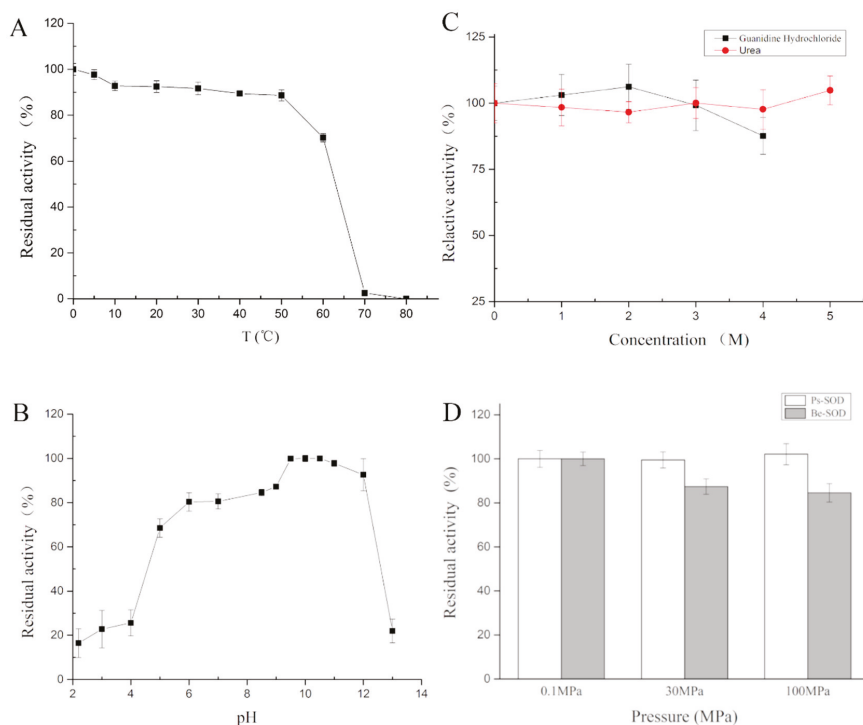 A
120
100
80
60
40
20
0
Residual activity （%）
0 10 20 30 40 50 60 70 80
T (℃)
C
Guanidine Hydrochloride
Urea
125
100
75
50
25
Relactive activity （%）
0 1 2 3 4 5
Concentration （M）
B
120
100
80
60
40
20
0
Residual activity （%）
2 4 6 8 10 12 14
pH
D
Ps-SOD
Be-SOD
120
100
80
60
40
20
0
Residual activity (%)
0.1MPa 30MPa 100MPa
Pressure (MPa)